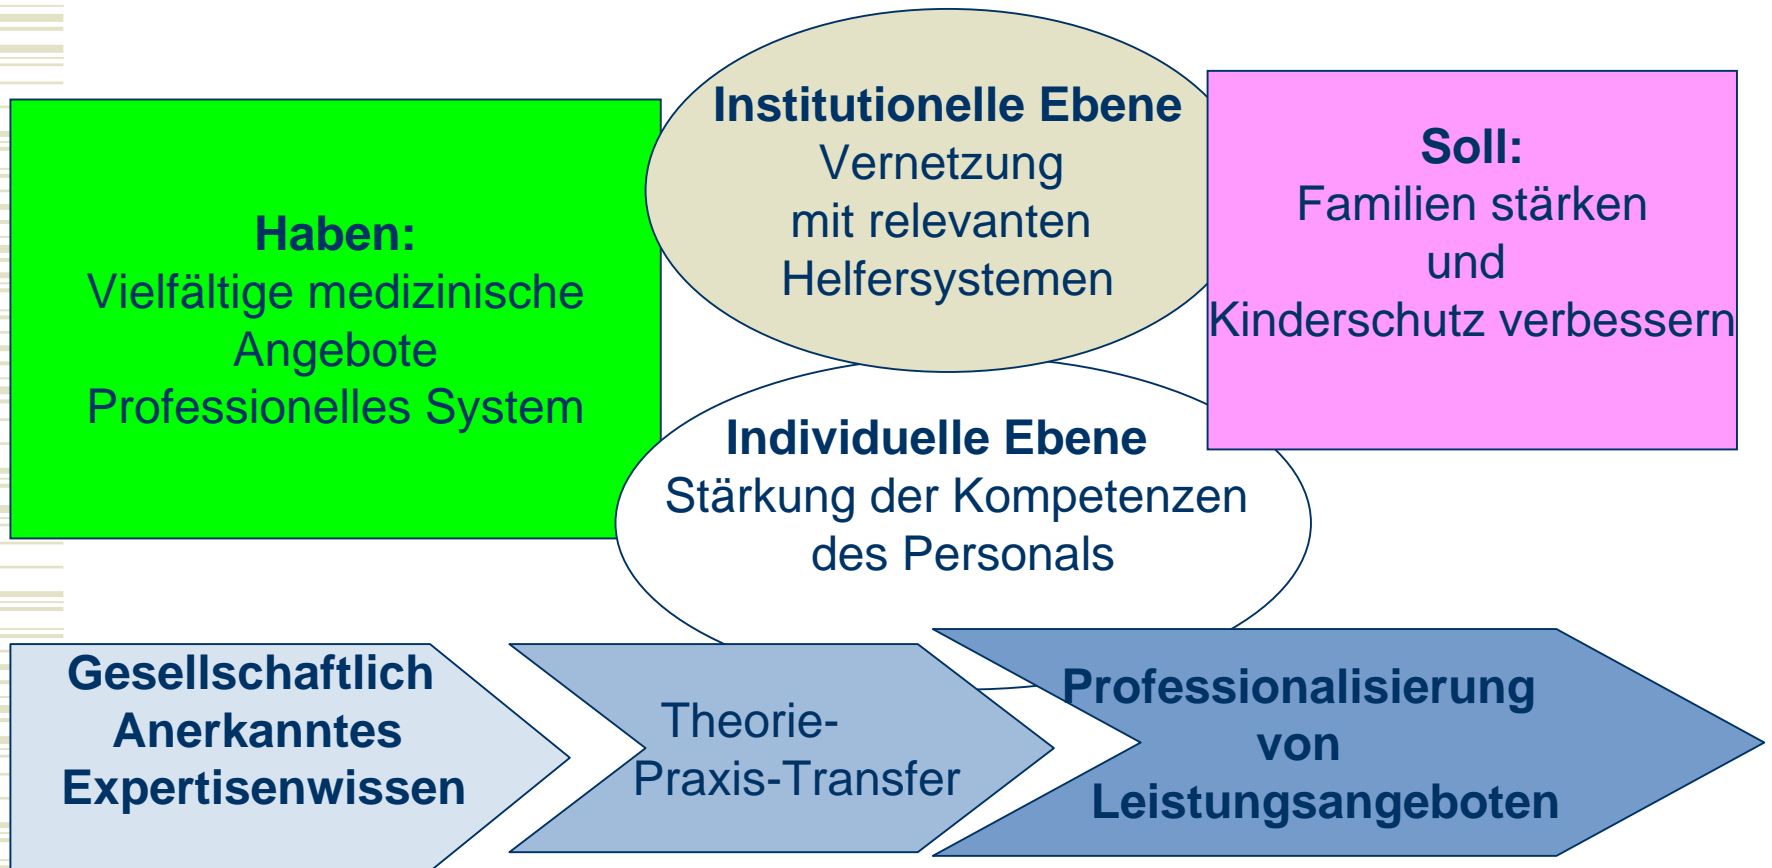 Haben:
Vielfältige medizinische
Angebote
Professionelles System
Institutionelle Ebene
Vernetzung
mit relevanten
Helfersystemen
Individuelle Ebene
Stärkung der Kompetenzen
des Personals
Soll:
Familien stärken
und
Kinderschutz verbessern
Gesellschaftlich
Anerkanntes
Expertisenwissen
Theorie-
Praxis-Transfer
Professionalisierung
von
Leistungsangeboten